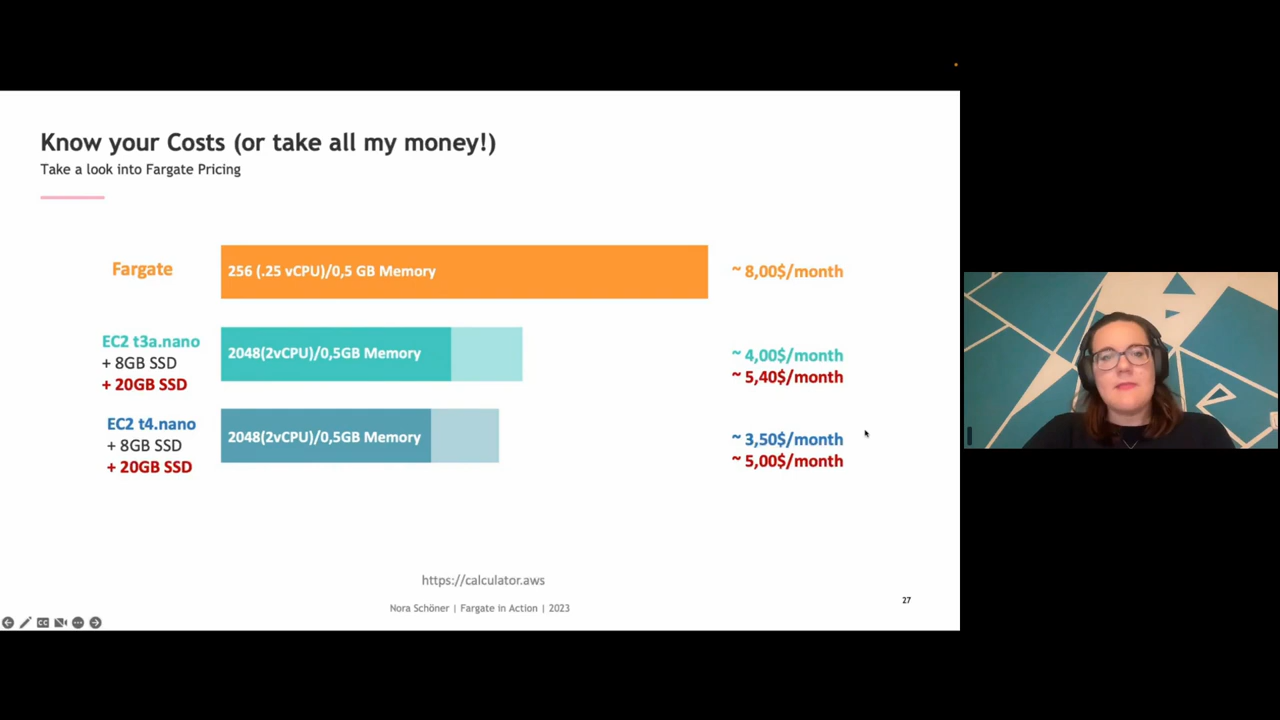 Know your Costs (or take all my money!)
Take a look into Fargate Pricing
Fargate
256 (.25 vCPU)/0,5 GB Memory
~ 8,00$/month
EC2 t3a.nano
+ 8GB SSD
+ 20GB SSD
2048(2vCPU)/0,5GB Memory
~ 4,00$/month
~ 5,40$/month
EC2 t4.nano
+ 8GB SSD
+ 20GB SSD
2048(2vCPU)/0,5GB Memory
~ 3,50$/month
~ 5,00$/month
https://calculator.aws
Nora Schöner | Fargate in Action | 2023
27
CC